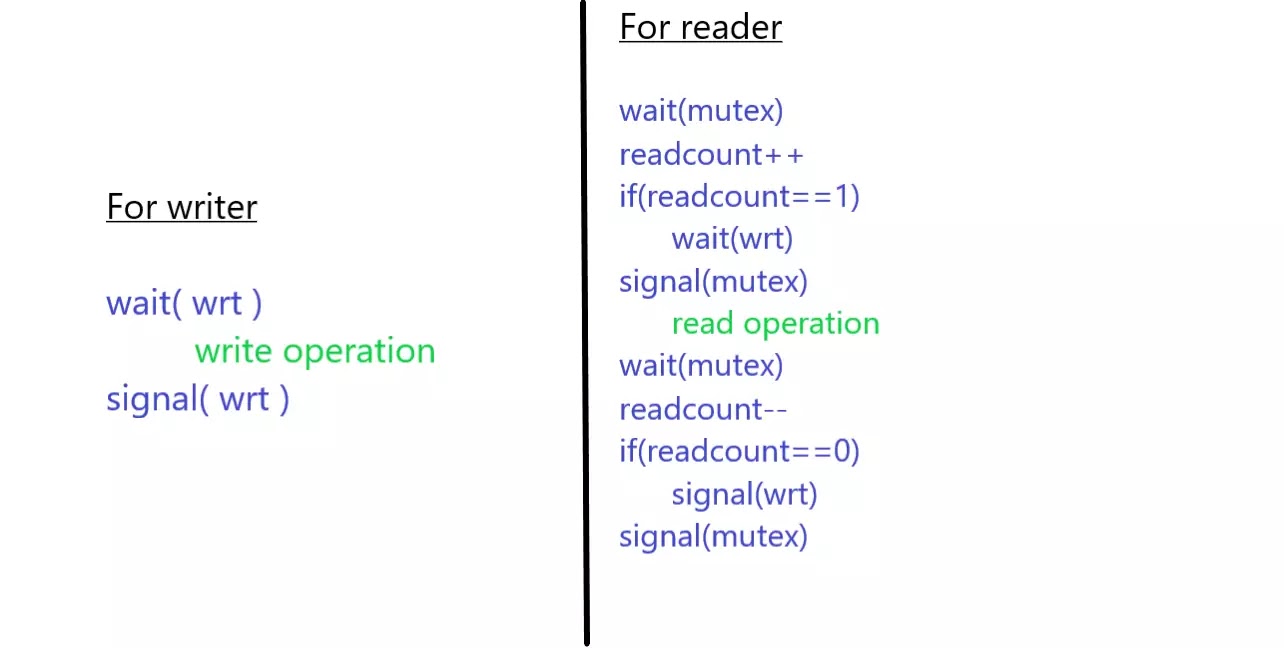 For writer
wait( wrt )
write operation
signal( wrt )
For reader
wait(mutex)
readcount++
if(readcount==1)
wait(wrt)
signal(mutex)
read operation
wait(mutex)
readcount--
if(readcount==0)
signal(wrt)
signal(mutex)